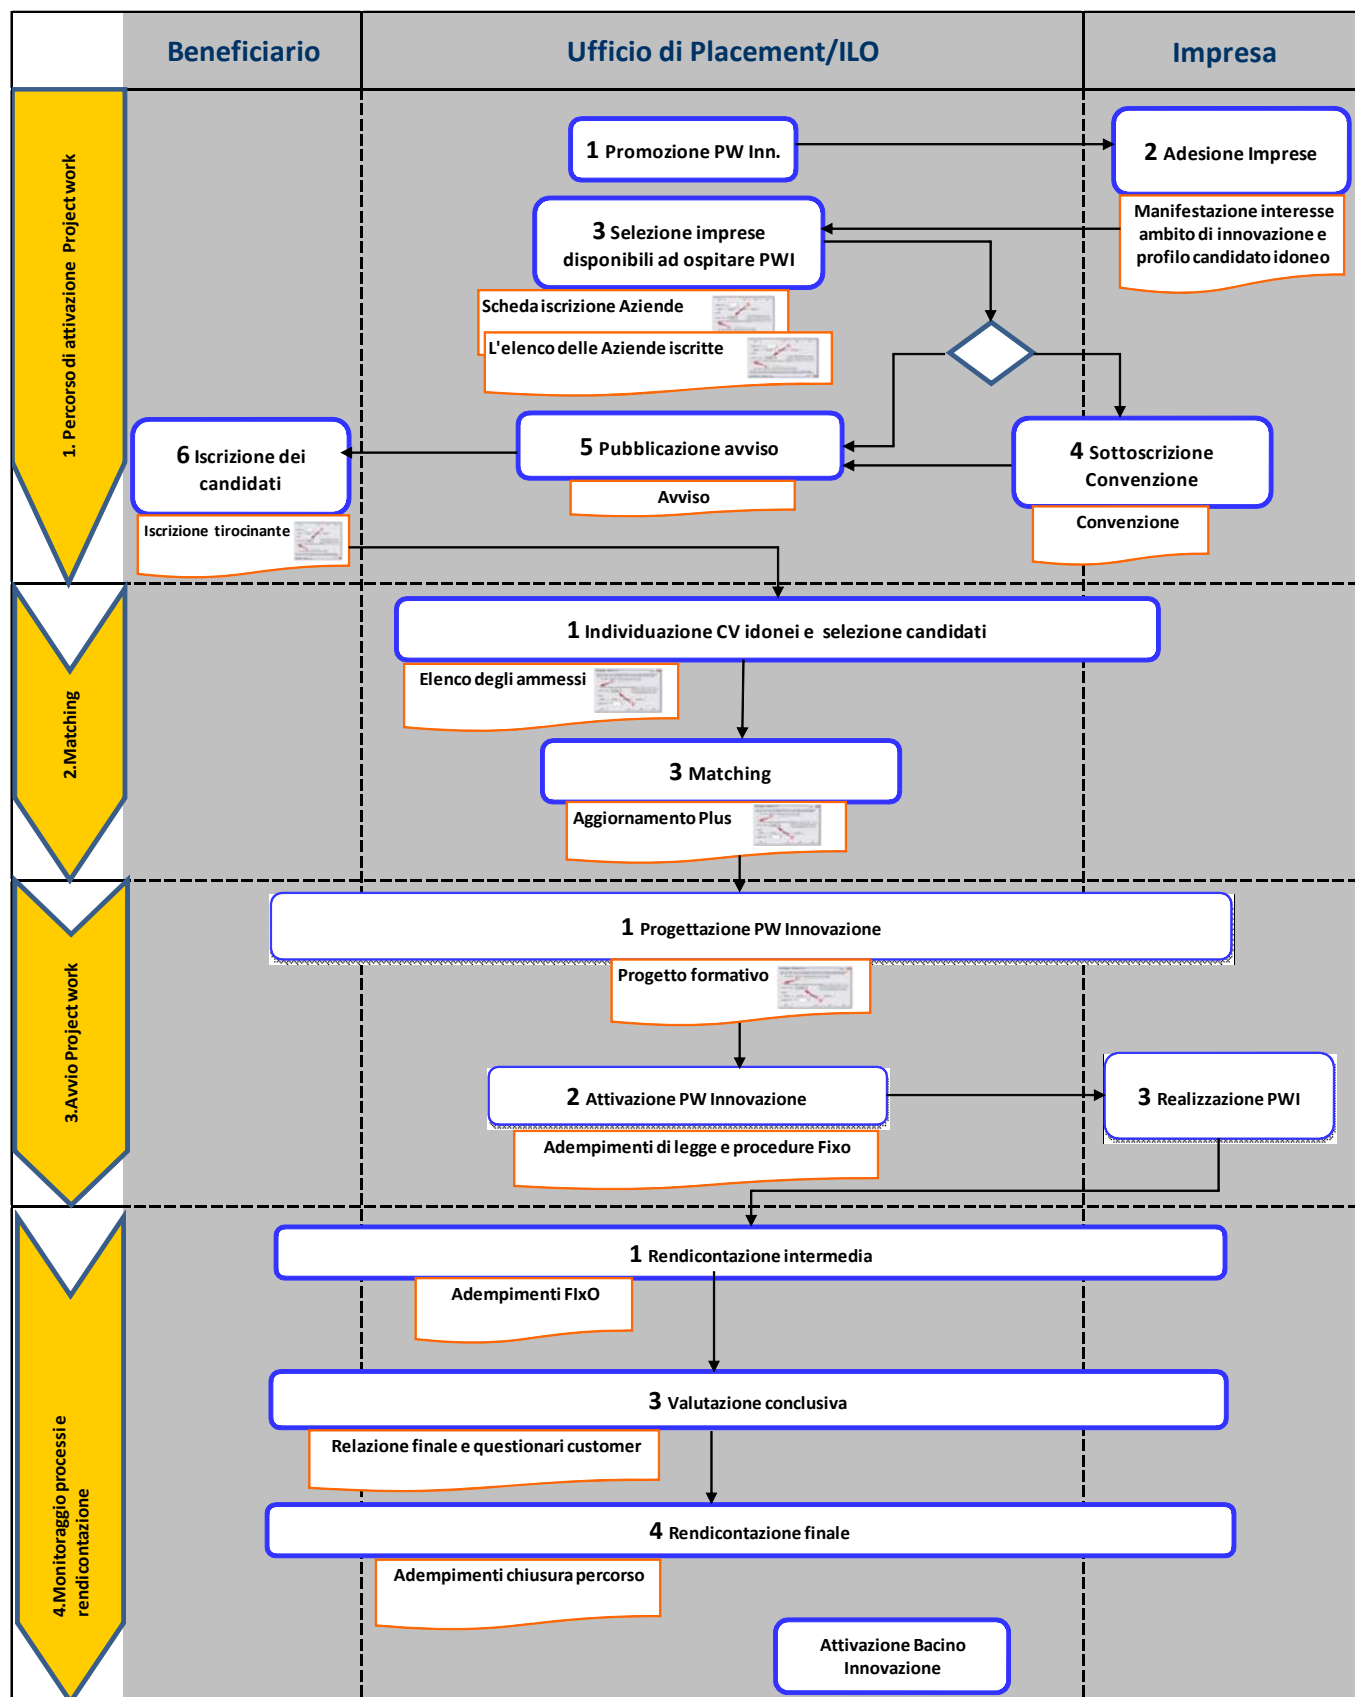 Beneficiario
Ufficio di Placement/ILO
Impresa
1. Percorso di attivazione Project work
1 Promozione PW Inn.
2 Adesione Imprese
Manifestazione interesse
ambito di innovazione e
profilo candidato idoneo
3 Selezione imprese
disponibili ad ospitare PWI
Scheda iscrizione Aziende
L'elenco delle Aziende iscritte
4 Sottoscrizione
Convenzione
Convenzione
5 Pubblicazione avviso
Avviso
6 Iscrizione dei
candidati
Iscrizione tirocinante
2.Matching
1 Individuazione CV idonei e selezione candidati
Elenco degli ammessi
3 Matching
Aggiornamento Plus
3.Avvio Project work
1 Progettazione PW Innovazione
Progetto formativo
2 Attivazione PW Innovazione
Adempimenti di legge e procedure Fixo
3 Realizzazione PWI
4.Monitoraggio processi e
rendicontazione
1 Rendicontazione intermedia
Adempimenti FIxO
3 Valutazione conclusiva
Relazione finale e questionari customer
4 Rendicontazione finale
Adempimenti chiusura percorso
Attivazione Bacino
Innovazione